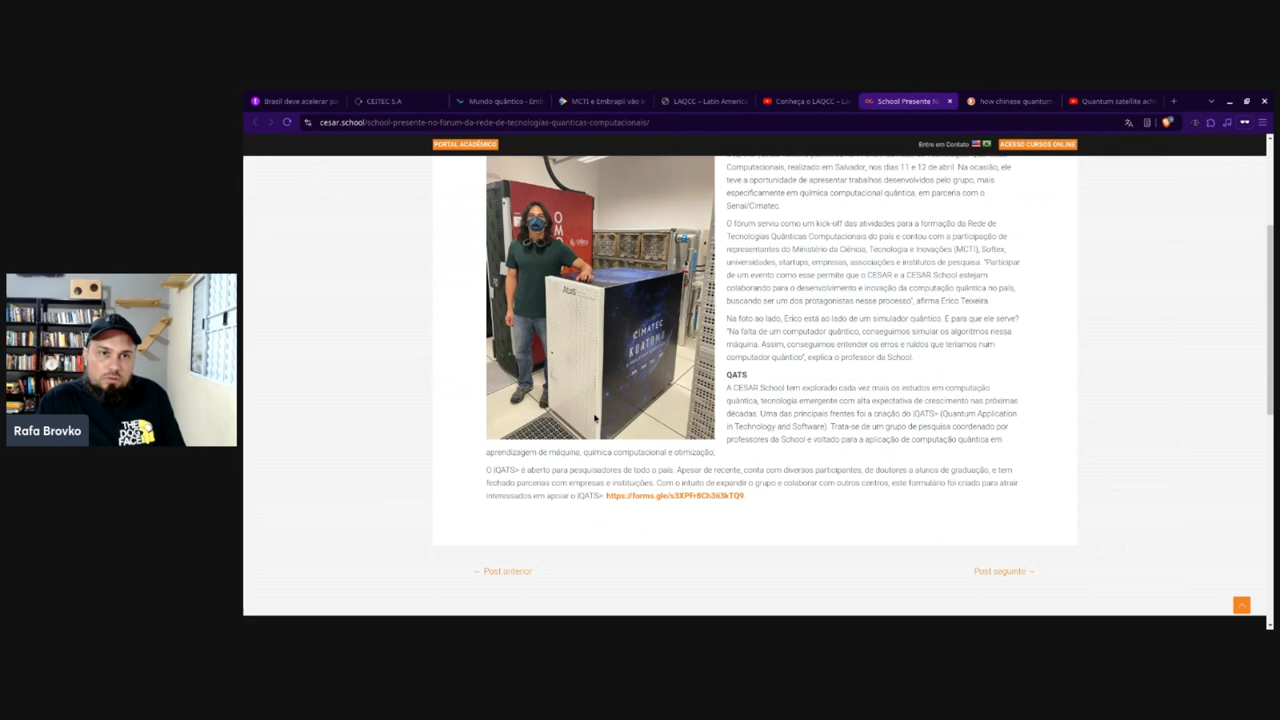 Brasil deve acelerar pa
CEITEC S.A
Mundo quântico - Emb
MCTI e Embrapii vão in
LAQCC – Latin America
Conheça o LAQCC – La
School Presente N
how chinese quantum
Quantum satellite ach
cesar.school/school-presente-no-forum-da-rede-de-tecnologias-quanticas-computacionais/
PORTAL ACADÊMICO
Entre em Contato
ACESSO CURSOS ONLINE
Computacionais, realizado em Salvador, nos dias 11 e 12 de abril. Na ocasião, ele
teve a oportunidade de apresentar trabalhos desenvolvidos pelo grupo, mais
especificamente em química computacional quântica, em parceria com o
Senai/Cimatec.
O fórum serviu como um kick-off das atividades para a formação da Rede de
Tecnologias Quânticas Computacionais do país e contou com a participação de
representantes do Ministério da Ciência, Tecnologia e Inovações (MCTI), Softex,
universidades, startups, empresas, associações e institutos de pesquisa. "Participar
de um evento como esse permite que o CESAR e a CESAR School estejam
colaborando para o desenvolvimento e inovação da computação quântica no país,
buscando ser um dos protagonistas nesse processo", afirma Erico Teixeira.
Na foto ao lado, Erico está ao lado de um simulador quântico. E para que ele serve?
"Na falta de um computador quântico, conseguimos simular os algoritmos nessa
máquina. Assim, conseguimos entender os erros e ruídos que teríamos num
computador quântico", explica o professor da School.
QATS
A CESAR School tem explorado cada vez mais os estudos em computação
quântica, tecnologia emergente com alta expectativa de crescimento nas próximas
décadas. Uma das principais frentes foi a criação do |QATS> (Quantum Application
in Technology and Software). Trata-se de um grupo de pesquisa coordenado por
professores da School e voltado para a aplicação de computação quântica em
aprendizagem de máquina, química computacional e otimização;
O |QATS> é aberto para pesquisadores de todo o país. Apesar de recente, conta com diversos participantes, de doutores a alunos de graduação, e tem
fechado parcerias com empresas e instituições. Com o intuito de expandir o grupo e colaborar com outros centros, este formulário foi criado para atrair
interessados em apoiar o |QATS>: https://forms.gle/s3XPFr8Ch3ii3kTQ9.
← Post anterior
Post seguinte →
Atos
CIMATEC
KUATOMU
THE DOG
FACE
Rafa Brovko